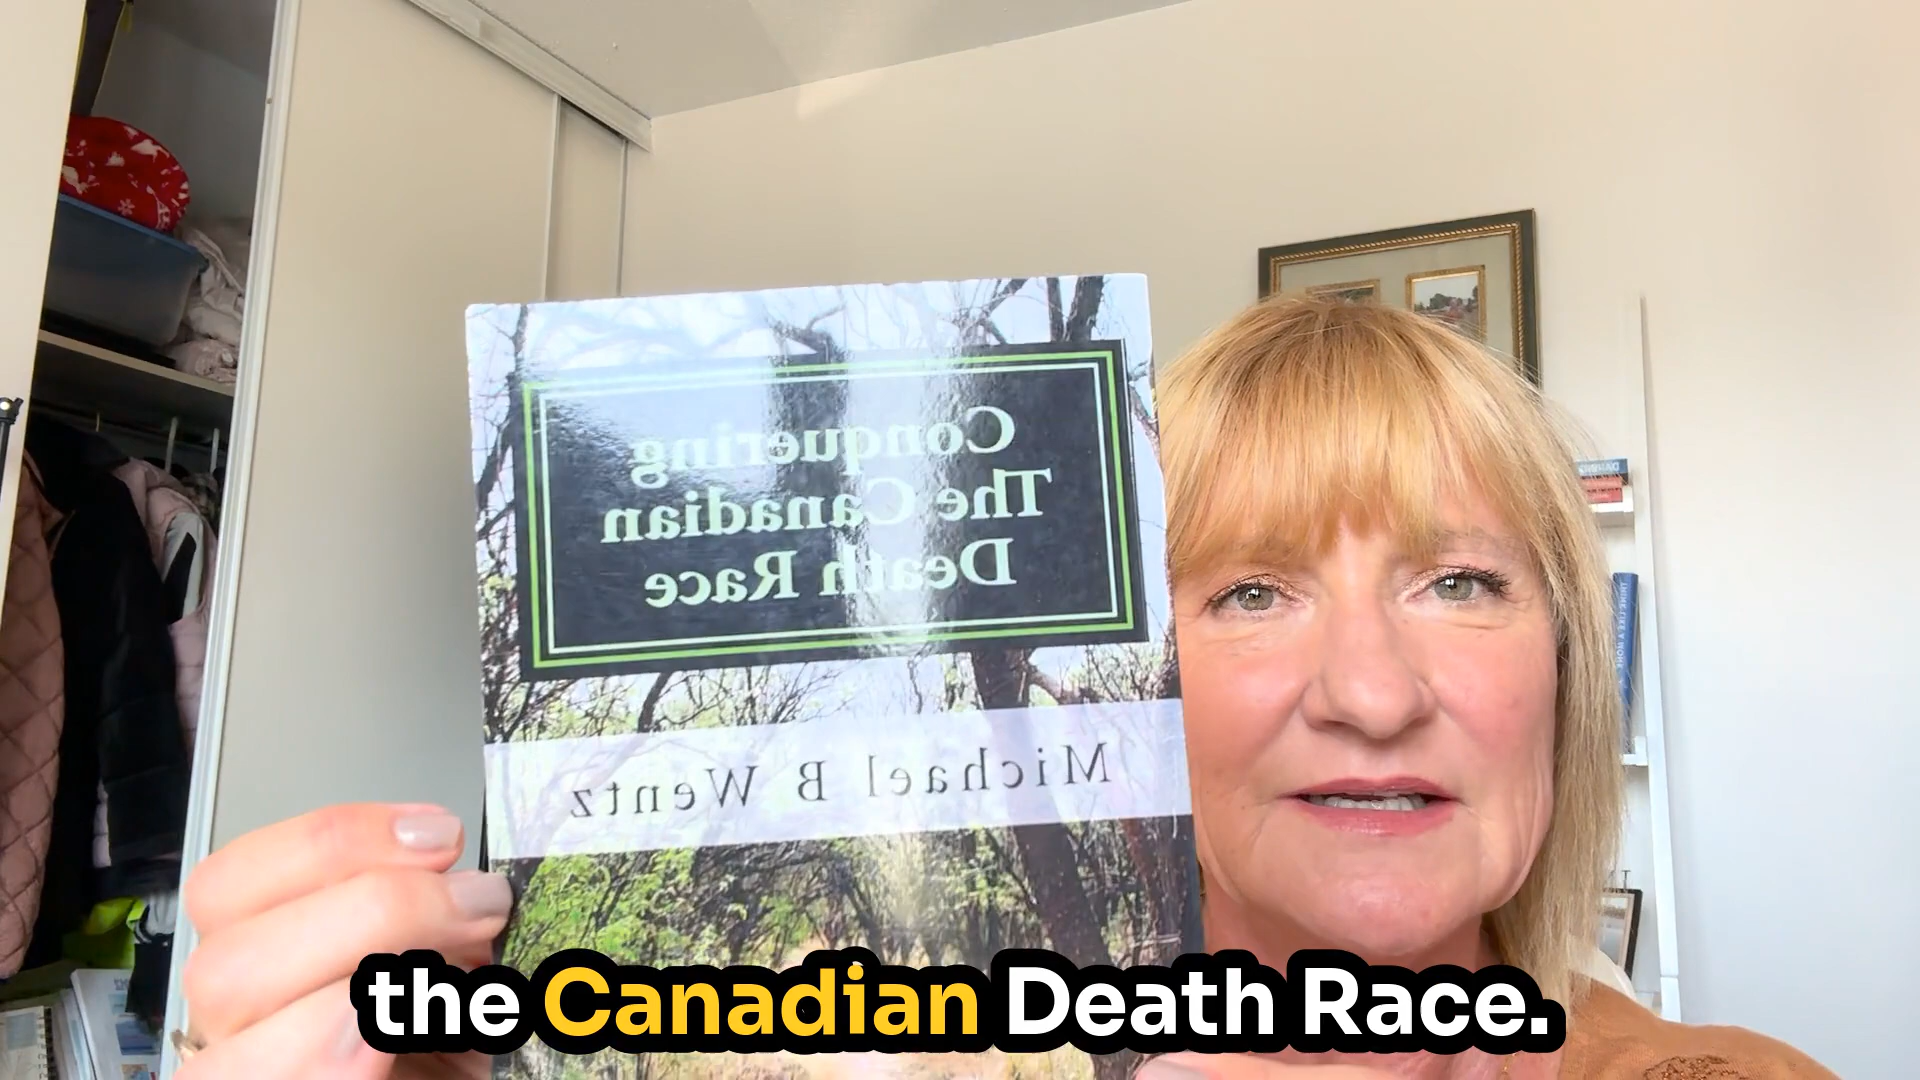 Conquering
The Canadian
Death Race
Michael B Wentz
the Canadian Death Race.